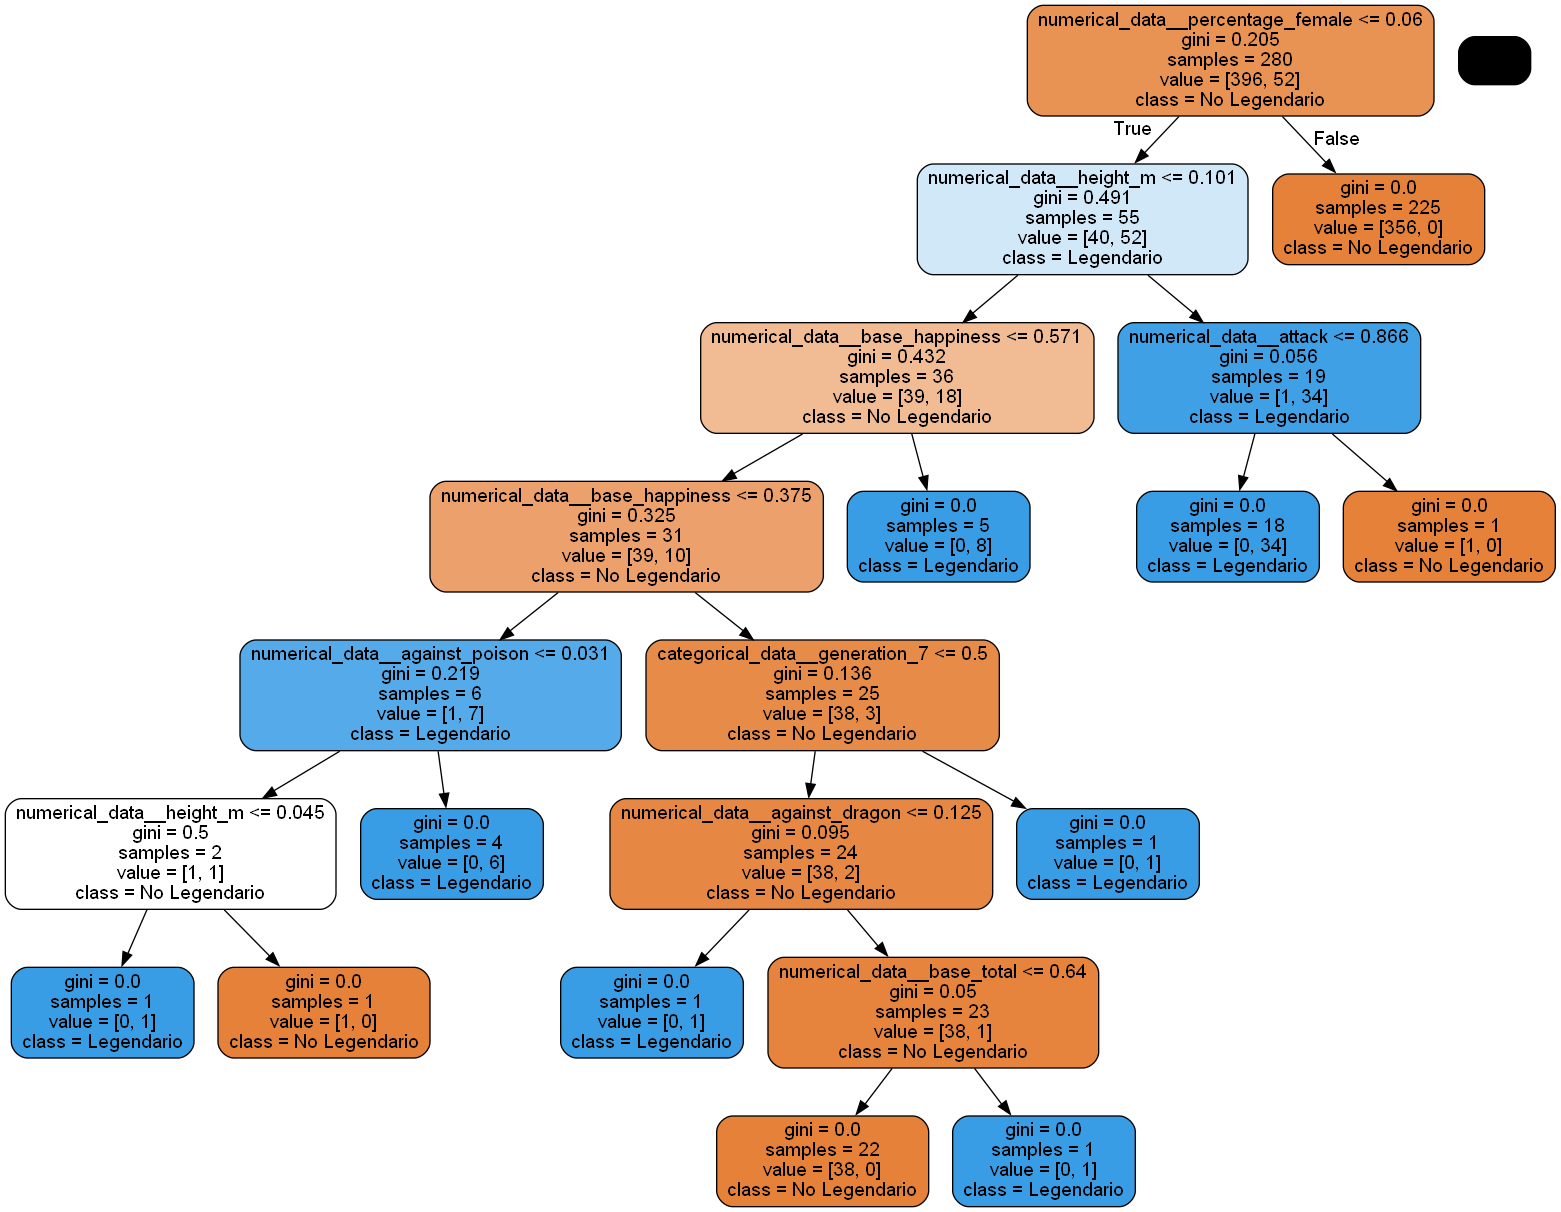 numerical_data__percentage_female <= 0.06
gini = 0.205
samples = 280
value = [396, 52]
class = No Legendario
True
False
numerical_data__height_m <= 0.101
gini = 0.491
samples = 55
value = [40, 52]
class = Legendario
gini = 0.0
samples = 225
value = [356, 0]
class = No Legendario
numerical_data__base_happiness <= 0.571
gini = 0.432
samples = 36
value = [39, 18]
class = No Legendario
numerical_data__attack <= 0.866
gini = 0.056
samples = 19
value = [1, 34]
class = Legendario
numerical_data__base_happiness <= 0.375
gini = 0.325
samples = 31
value = [39, 10]
class = No Legendario
gini = 0.0
samples = 5
value = [0, 8]
class = Legendario
gini = 0.0
samples = 18
value = [0, 34]
class = Legendario
gini = 0.0
samples = 1
value = [1, 0]
class = No Legendario
numerical_data__against_poison <= 0.031
gini = 0.219
samples = 6
value = [1, 7]
class = Legendario
categorical_data__generation_7 <= 0.5
gini = 0.136
samples = 25
value = [38, 3]
class = No Legendario
numerical_data__height_m <= 0.045
gini = 0.5
samples = 2
value = [1, 1]
class = No Legendario
gini = 0.0
samples = 4
value = [0, 6]
class = Legendario
numerical_data__against_dragon <= 0.125
gini = 0.095
samples = 24
value = [38, 2]
class = No Legendario
gini = 0.0
samples = 1
value = [0, 1]
class = Legendario
gini = 0.0
samples = 1
value = [0, 1]
class = Legendario
gini = 0.0
samples = 1
value = [1, 0]
class = No Legendario
gini = 0.0
samples = 1
value = [0, 1]
class = Legendario
numerical_data__base_total <= 0.64
gini = 0.05
samples = 23
value = [38, 1]
class = No Legendario
gini = 0.0
samples = 22
value = [38, 0]
class = No Legendario
gini = 0.0
samples = 1
value = [0, 1]
class = Legendario